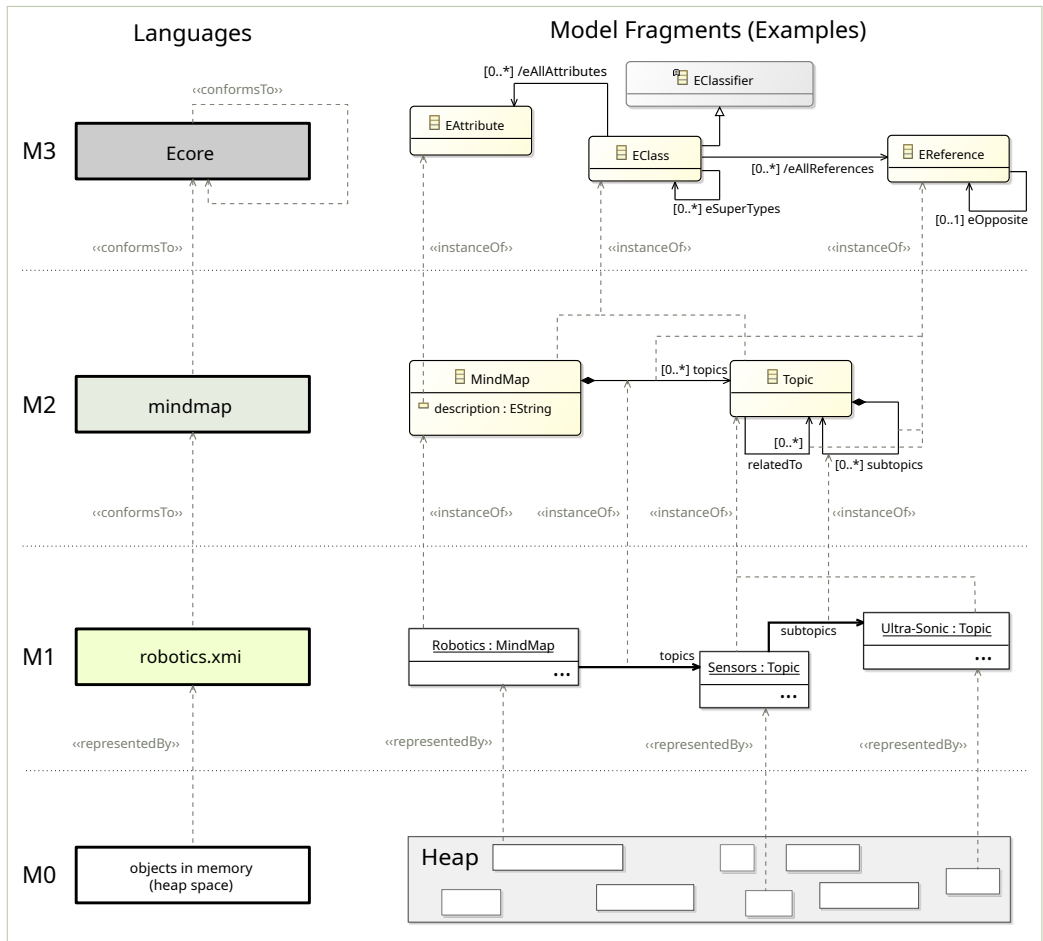 Languages
Model Fragments (Examples)
M3
‹‹conformsTo››
Ecore
[0..*] /eAllAttributes
EClassifier
EAttribute
EClass
EReference
[0..*] /eAllReferences
[0..*] eSuperTypes
[0..1] eOpposite
‹‹conformsTo››
‹‹instanceOf››
‹‹instanceOf››
‹‹instanceOf››
M2
mindmap
MindMap
description : EString
[0..*] topics
Topic
[0..*]
relatedTo
[0..*] subtopics
‹‹conformsTo››
‹‹instanceOf››
‹‹instanceOf››
‹‹instanceOf››
‹‹instanceOf››
M1
robotics.xmi
Robotics : MindMap
...
topics
Sensors : Topic
...
subtopics
Ultra-Sonic : Topic
...
‹‹representedBy››
‹‹representedBy››
‹‹representedBy››
‹‹representedBy››
M0
objects in memory
(heap space)
Heap